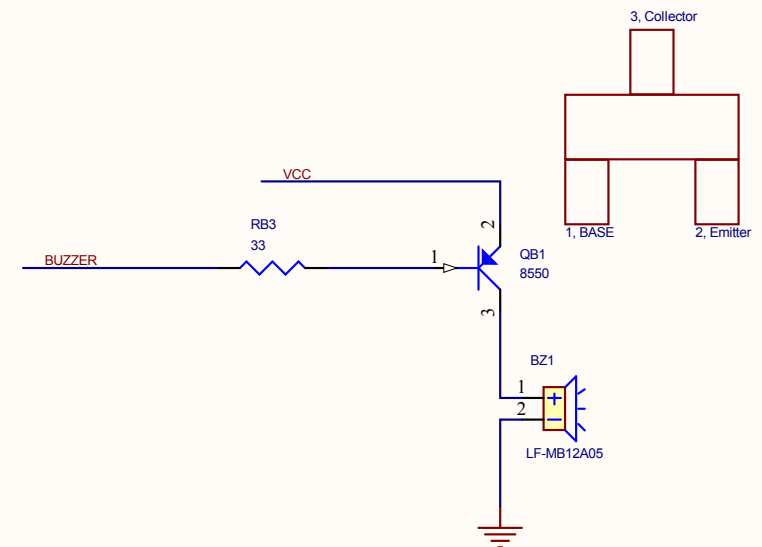 3, Collector
1, BASE
2, Emitter
VCC
RB3
33
BUZZER
1
2
3
QB1
8550
BZ1
1
2
LF-MB12A05